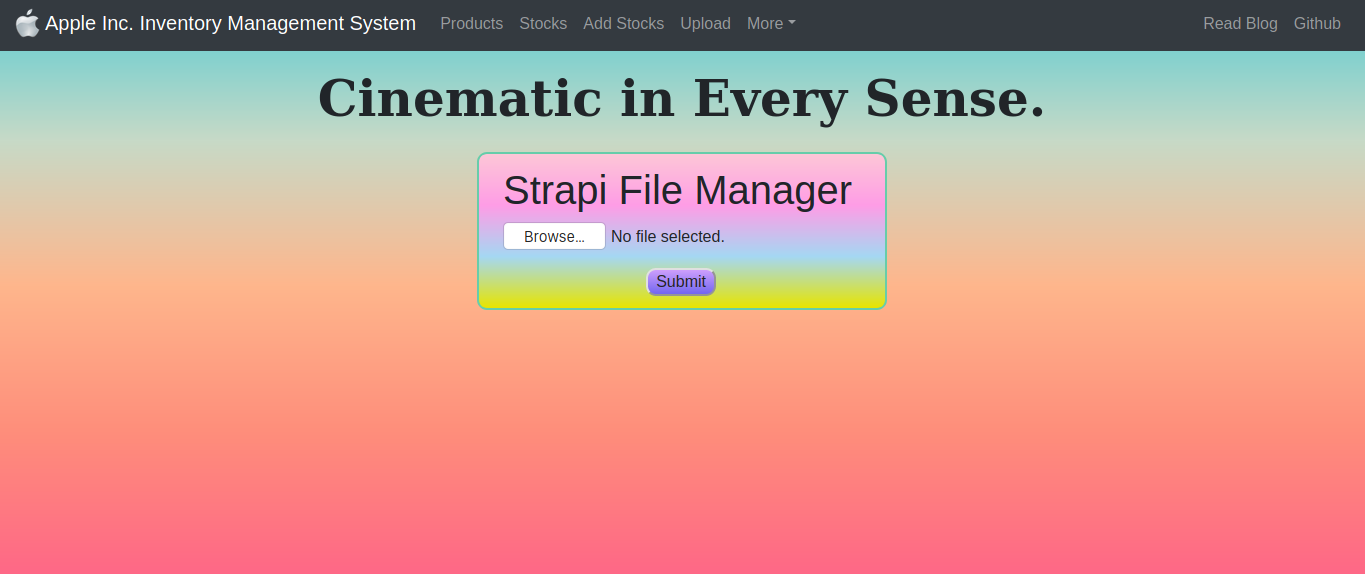 Apple Inc. Inventory Management System Products Stocks Add Stocks Upload More Read Blog Github
Cinematic in Every Sense.
Strapi File Manager
Browse... No file selected.
Submit